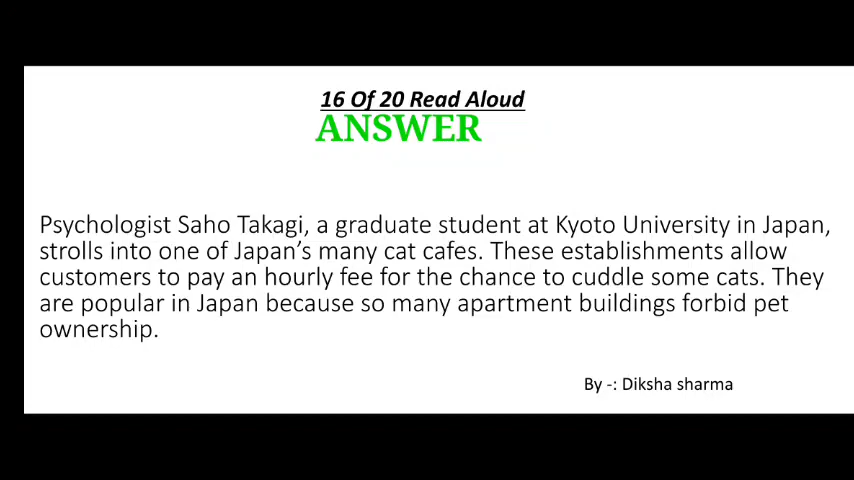 16 Of 20 Read Aloud
ANSWER
Psychologist Saho Takagi, a graduate student at Kyoto University in Japan,
strolls into one of Japan’s many cat cafes. These establishments allow
customers to pay an hourly fee for the chance to cuddle some cats. They
are popular in Japan because so many apartment buildings forbid pet
ownership.
By -: Diksha sharma